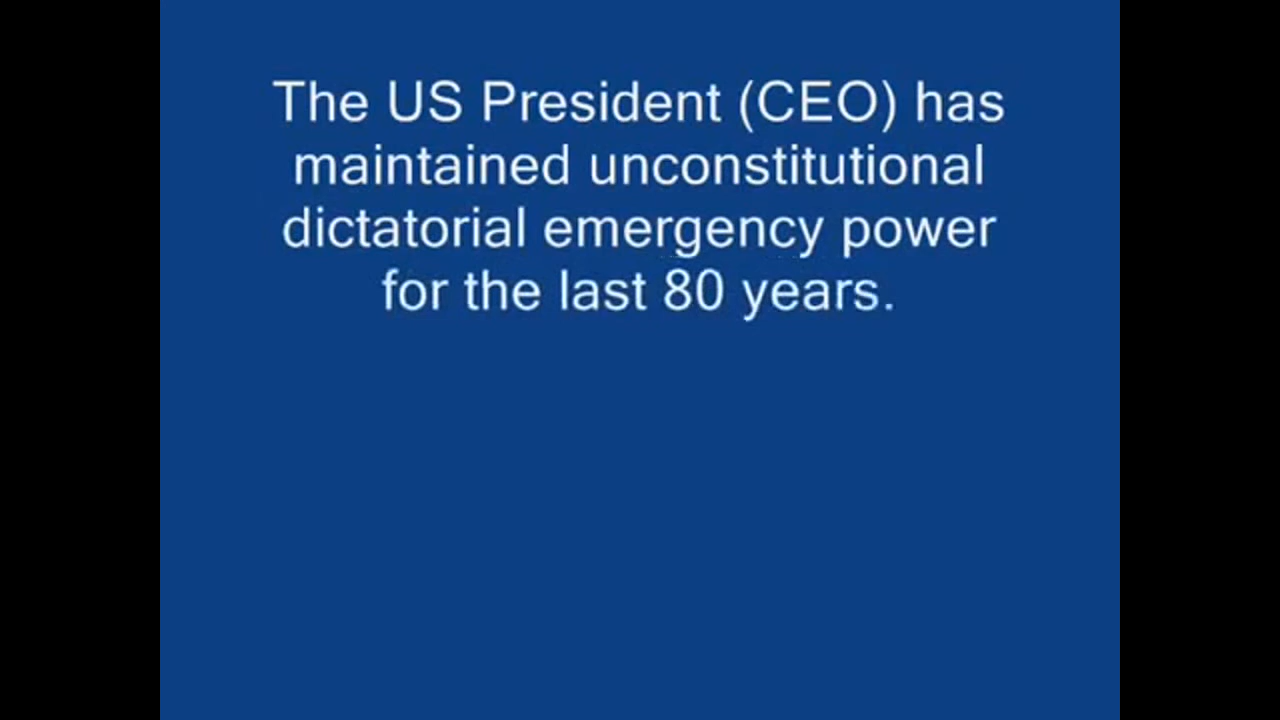 The US President (CEO) has
maintained unconstitutional
dictatorial emergency power
for the last 80 years.